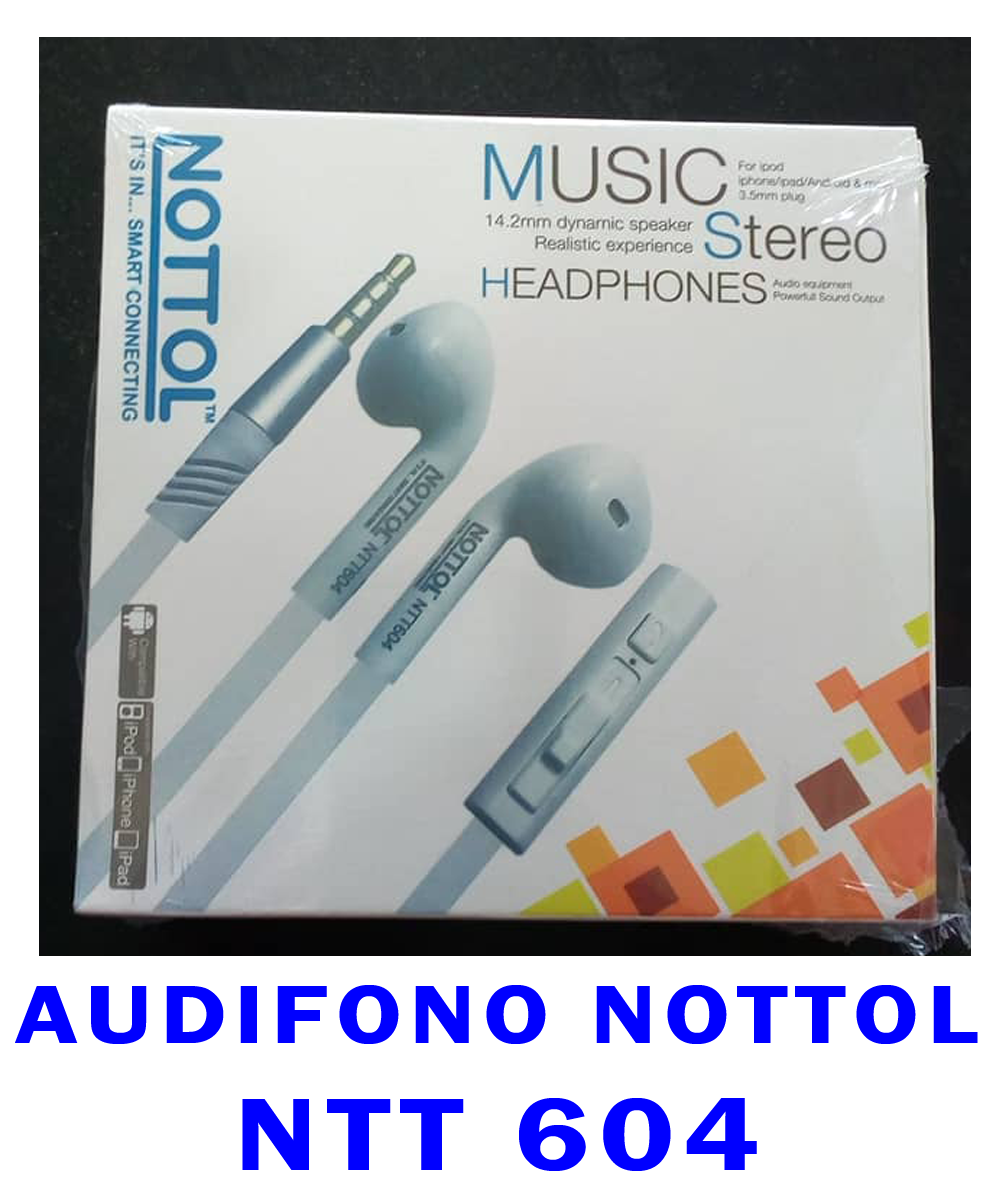 NOTTOL™
IT'S IN... SMART CONNECTING
MUSIC
For ipod
iphone/ipad/Android &
3.5mm plug
14.2mm dynamic speaker
Realistic experience
Stereo
HEADPHONES
Audio equipment
Powerfull Sound Output
NOTTOL NTT604
NOTTOL NTT604
Compatible
With
iPod iPhone iPad
AUDIFONO NOTTOL
NTT 604